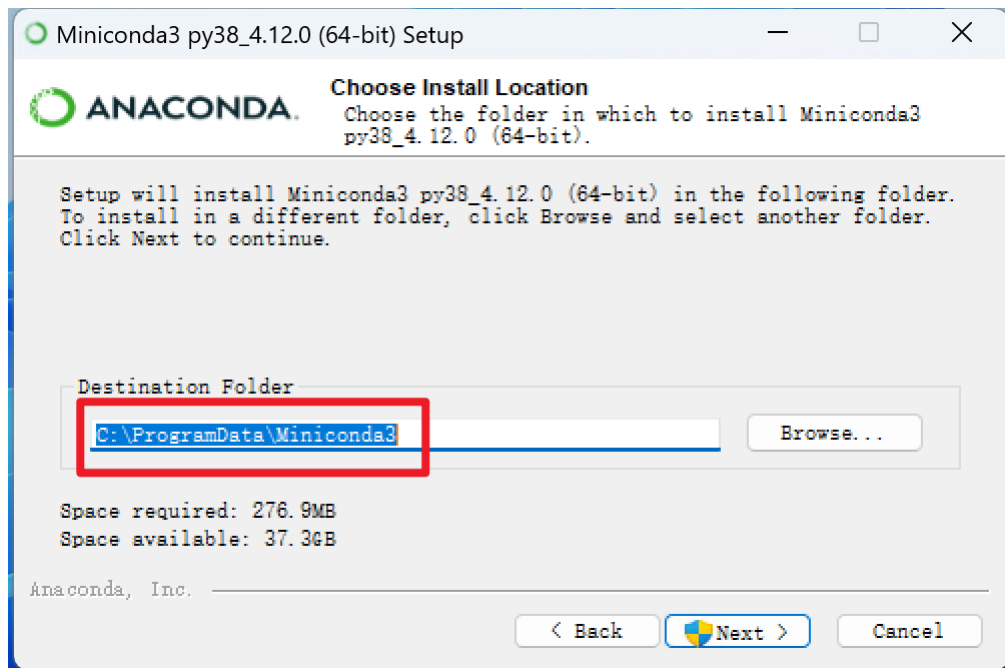 Miniconda3 py38_4.12.0 (64-bit) Setup
ANACONDA.
Choose Install Location
Choose the folder in which to install Miniconda3
py38_4.12.0 (64-bit).
Setup will install Miniconda3 py38_4.12.0 (64-bit) in the following folder.
To install in a different folder, click Browse and select another folder.
Click Next to continue.
Destination Folder
C:\ProgramData\Miniconda3
Browse...
Space required: 276.9MB
Space available: 37.3GB
Anaconda, Inc.
< Back
Next >
Cancel